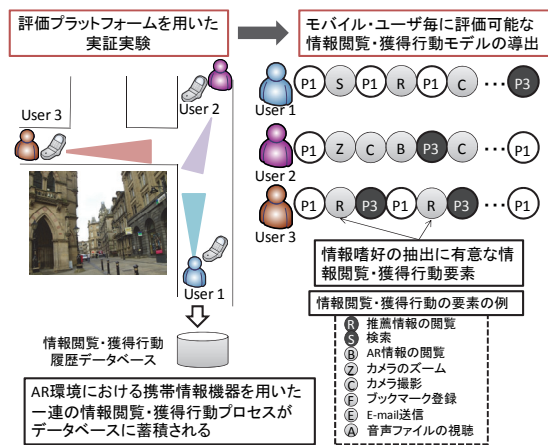 評価プラットフォームを用いた
実証実験
モバイル・ユーザ毎に評価可能な
情報閲覧・獲得行動モデルの導出
User 3
User 2
User 1
情報閲覧・獲得行動
履歴データベース
AR環境における携帯情報機器を用いた
一連の情報閲覧・獲得行動プロセスが
データベースに蓄積される
P1 S P1 R P1 C ・・・ P3
User 1
P1 Z C B P3 C ・・・ P1
User 2
P1 R P3 P1 R P3 ・・・ P1
User 3
情報嗜好の抽出に有意な情
報閲覧・獲得行動要素
情報閲覧・獲得行動の要素の例
R 推薦情報の閲覧
S 検索
B AR情報の閲覧
Z カメラのズーム
C カメラ撮影
F ブックマーク登録
E E-mail送信
A 音声ファイルの視聴